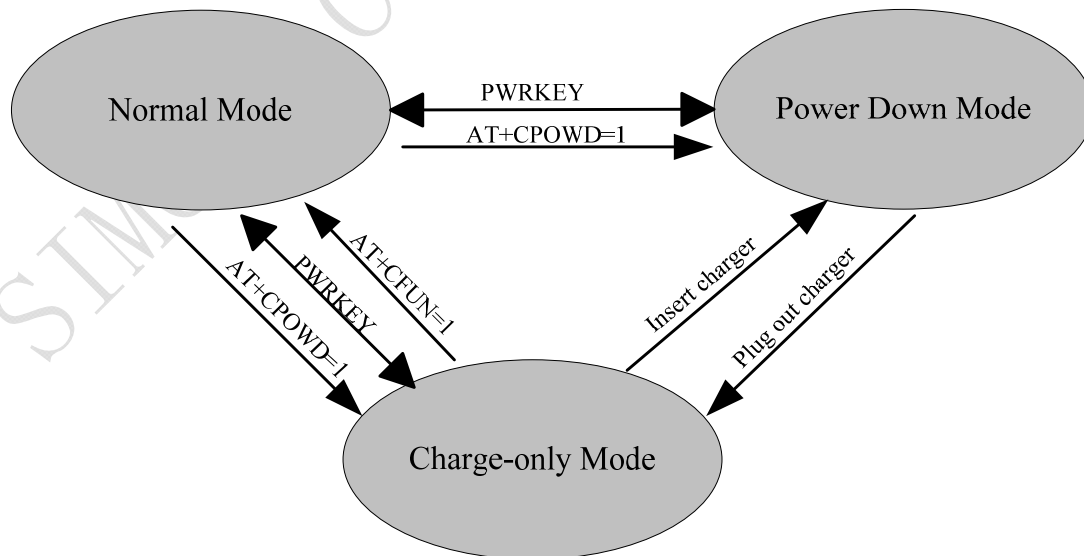 Normal Mode
PWRKEY
AT+CPOWD=1
Power Down Mode
AT+CPOWD=1
PWRKEY
AT+CFUN=1
Insert charger
Plug out charger
Charge-only Mode